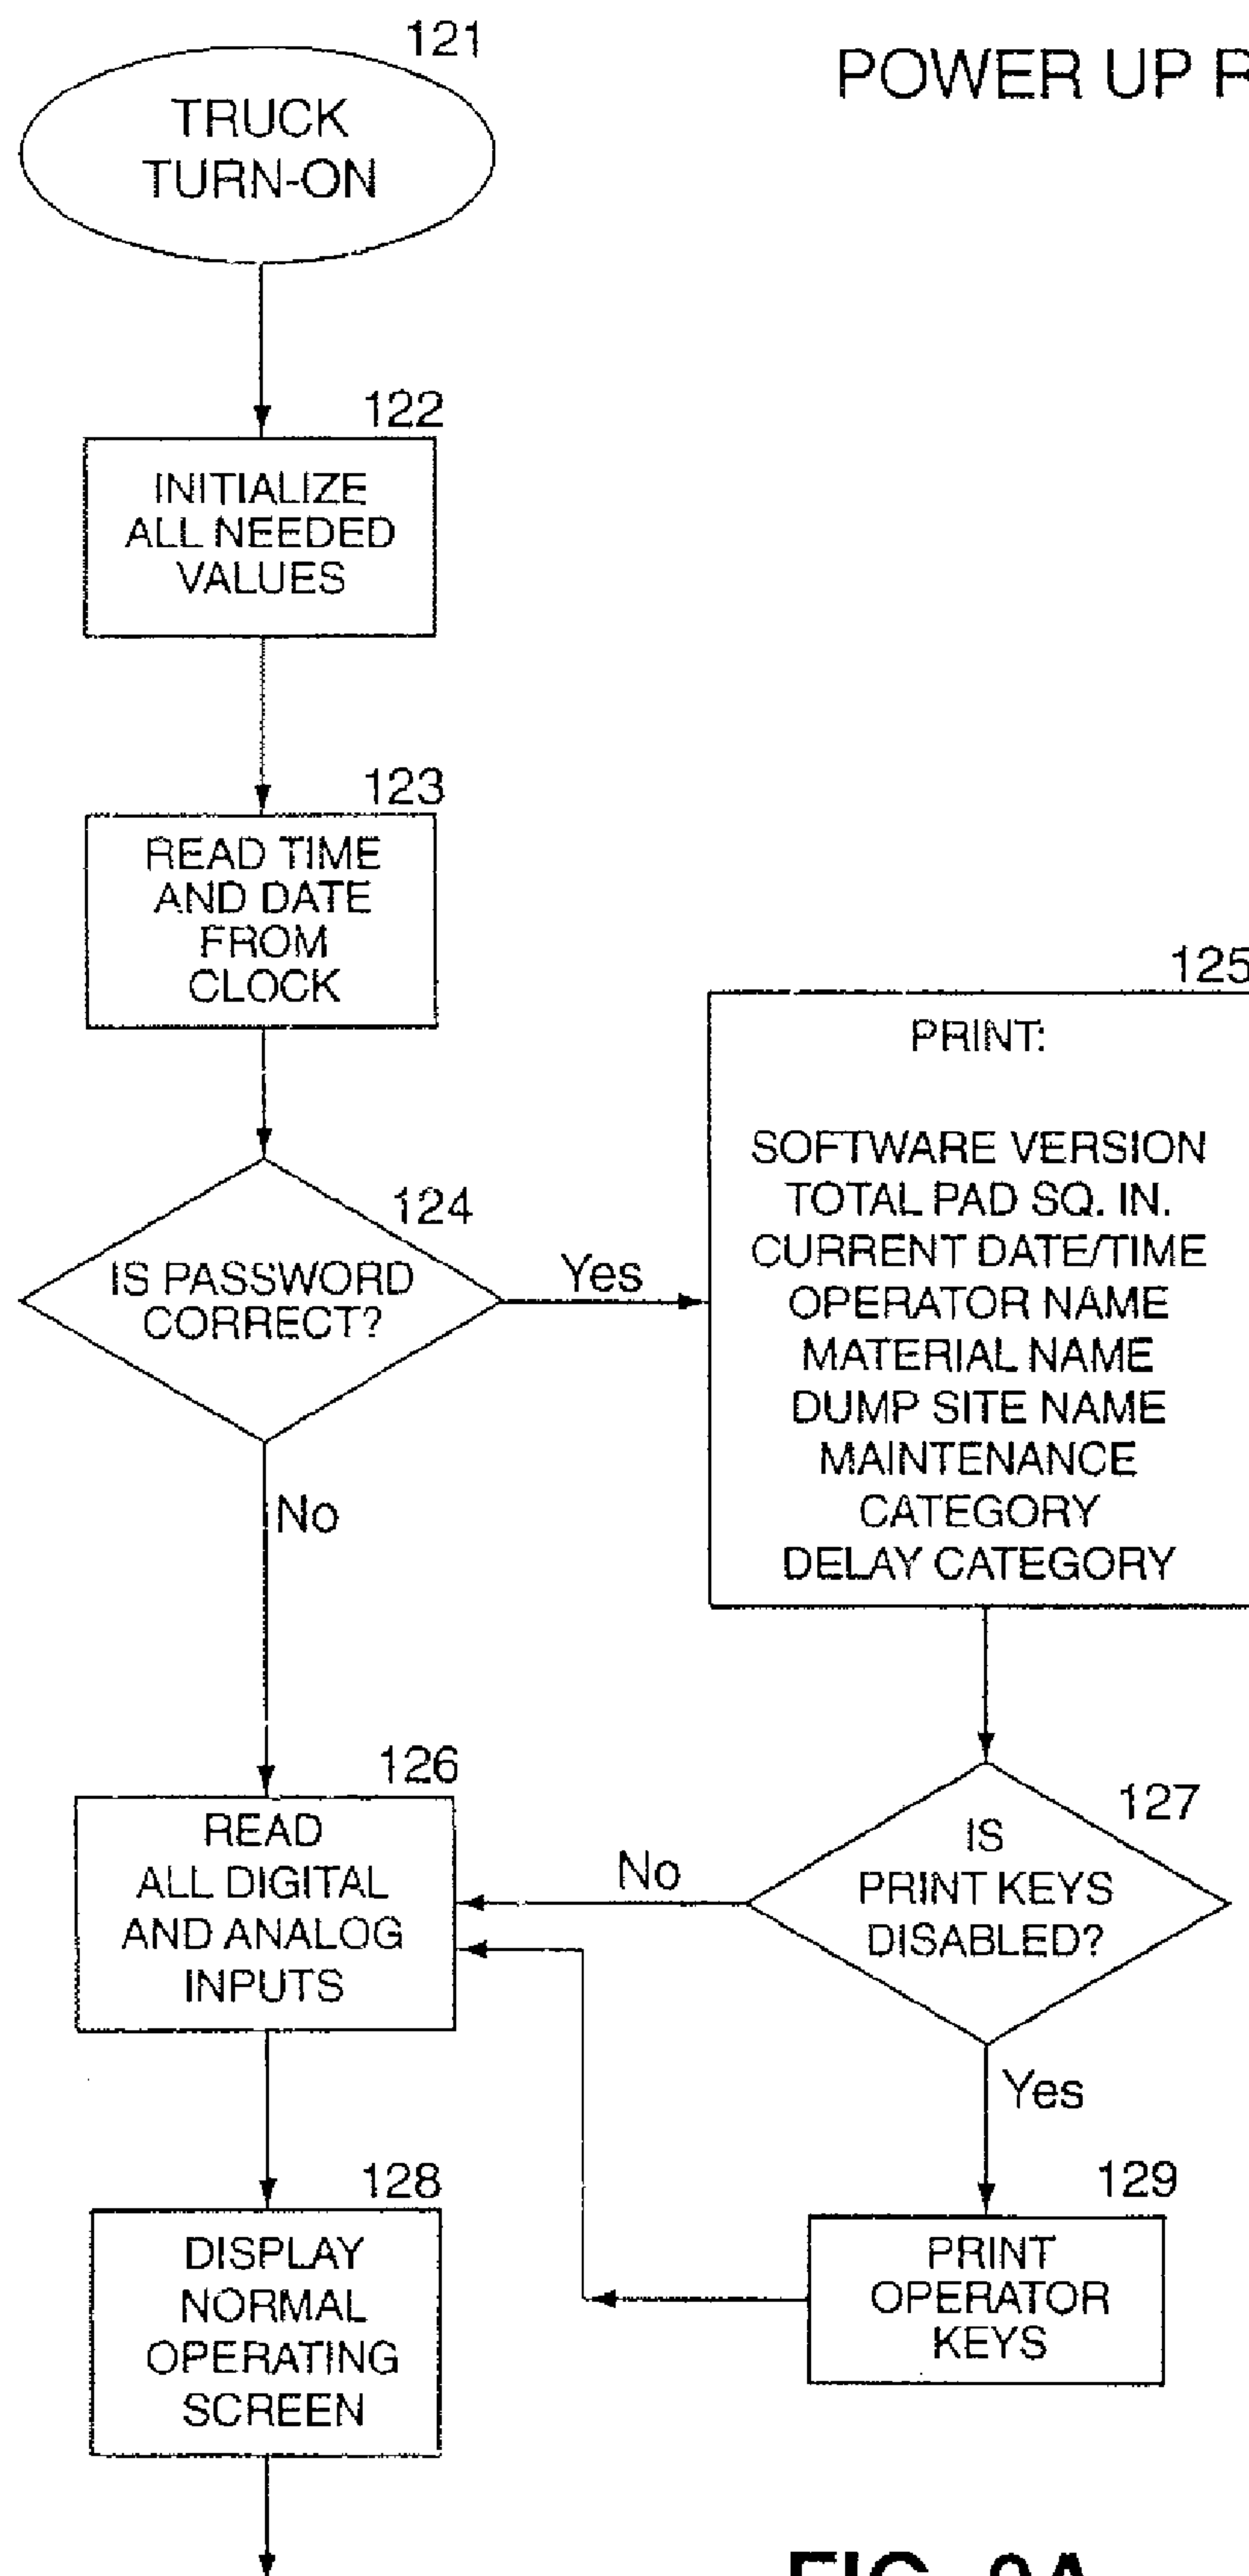 121
POWER UP
TRUCK
TURN-ON
122
INITIALIZE
ALL NEEDED
VALUES
123
READ TIME
AND DATE
FROM
CLOCK
124
IS PASSWORD
CORRECT?
Yes
No
125
PRINT:
SOFTWARE VERSION
TOTAL PAD SQ. IN.
CURRENT DATE/TIME
OPERATOR NAME
MATERIAL NAME
DUMP SITE NAME
MAINTENANCE
CATEGORY
DELAY CATEGORY
126
READ
ALL DIGITAL
AND ANALOG
INPUTS
127
IS
PRINT KEYS
DISABLED?
No
Yes
128
DISPLAY
NORMAL
OPERATING
SCREEN
129
PRINT
OPERATOR
KEYS
FIG.